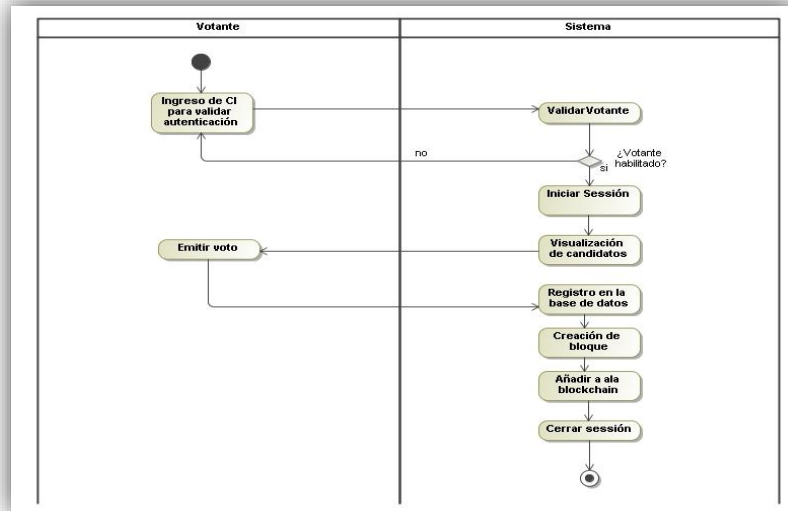 Votante
Sistema
Ingreso de CI
para validar
autenticación
ValidarVotante
no
¿Votante
habilitado?
si
Iniciar Sessión
Emitir voto
Visualización
de candidatos
Registro en la
base de datos
Creación de
bloque
Añadir a ala
blockchain
Cerrar sessión